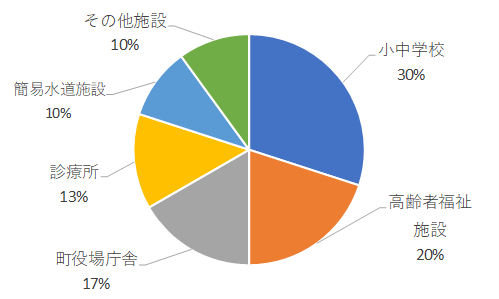 小中学校
30%
高齢者福祉
施設
20%
町役場庁舎
17%
診療所
13%
簡易水道施設
10%
その他施設
10%